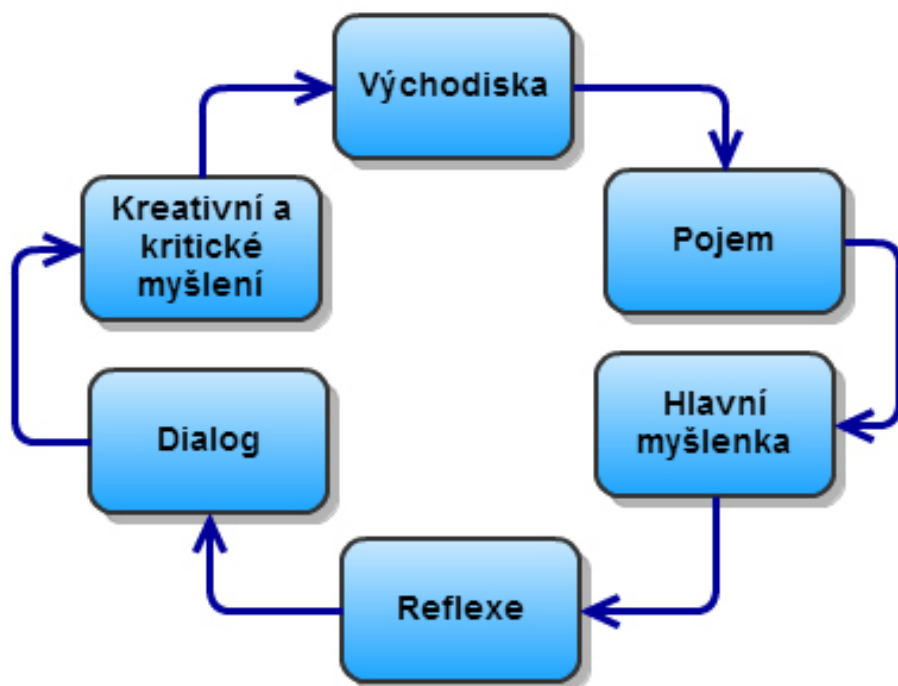 Východiska
Pojem
Hlavní
myšlenka
Reflexe
Dialog
Kreativní a
kritické
myšlení